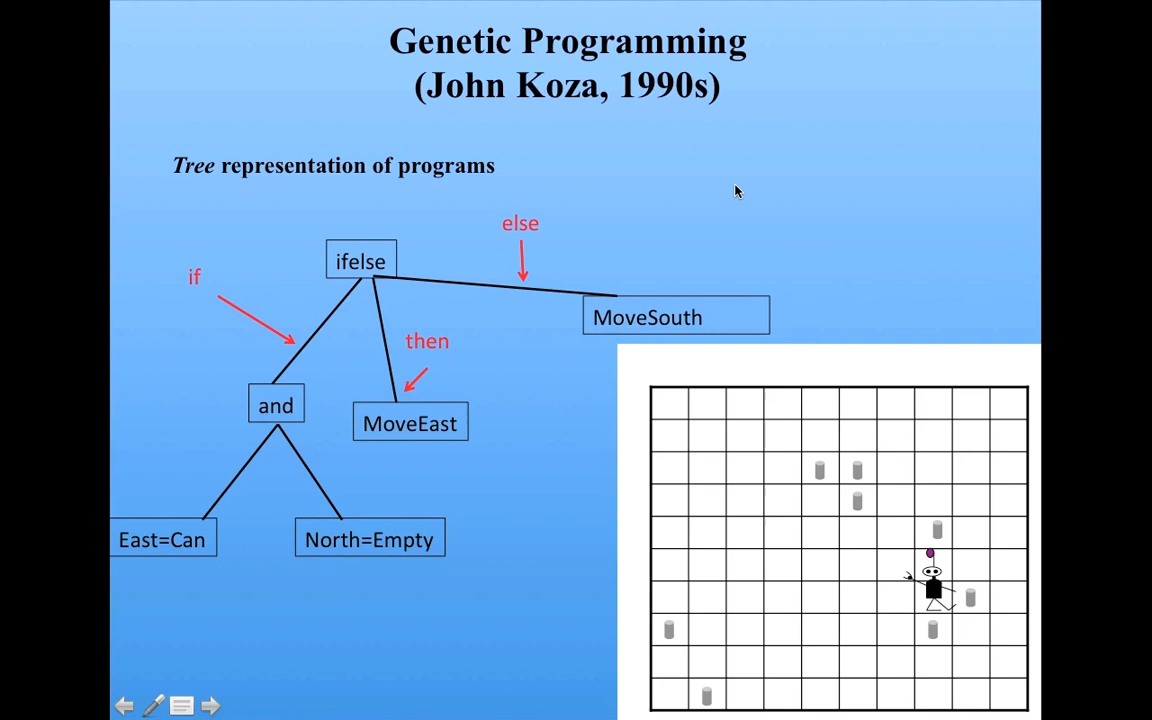 Genetic Programming
(John Koza, 1990s)
Tree representation of programs
else
if
ifelse
MoveSouth
then
and
MoveEast
East=Can
North=Empty